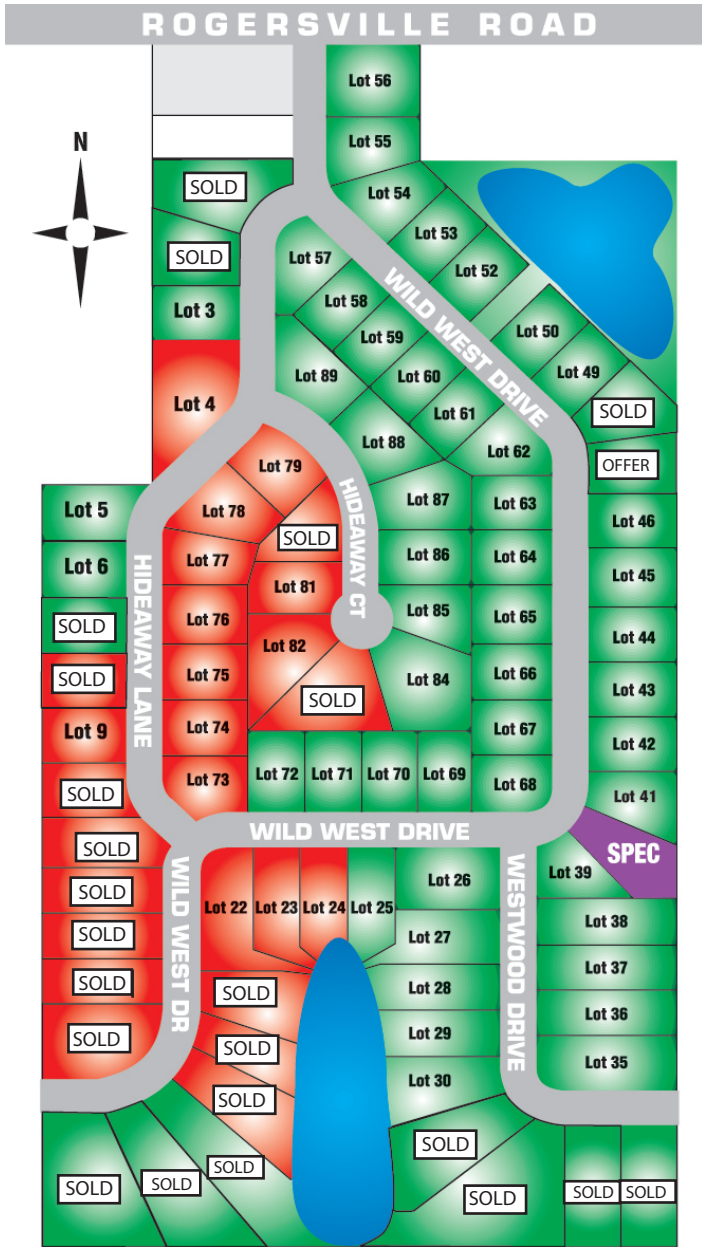 ROGERSVILLE ROAD
Lot 56
N
Lot 55
SOLD
Lot 54
Lot 53
SOLD
Lot 57
Lot 52
WILD WEST DRIVE
Lot 3
Lot 58
Lot 50
Lot 59
Lot 49
Lot 4
Lot 89
Lot 60
Lot 61
SOLD
Lot 88
Lot 62
Lot 79
OFFER
Lot 5
Lot 78
HIDEAWAY CT
Lot 87
Lot 63
Lot 46
SOLD
Lot 6
HIDEAWAY LANE
Lot 77
Lot 86
Lot 64
Lot 45
Lot 81
SOLD
Lot 76
Lot 85
Lot 65
Lot 44
Lot 82
SOLD
Lot 75
Lot 84
Lot 66
Lot 43
SOLD
Lot 9
Lot 74
Lot 67
Lot 42
SOLD
Lot 73
Lot 72
Lot 71
Lot 70
Lot 69
Lot 68
Lot 41
WILD WEST DRIVE
SOLD
SPEC
WILD WEST DR
WESTWOOD DRIVE
Lot 39
Lot 26
SOLD
Lot 22
Lot 23
Lot 24
Lot 25
Lot 38
SOLD
Lot 27
Lot 37
SOLD
SOLD
Lot 28
Lot 36
SOLD
SOLD
Lot 29
Lot 35
SOLD
Lot 30
SOLD
SOLD
SOLD
SOLD
SOLD
SOLD
SOLD
SOLD